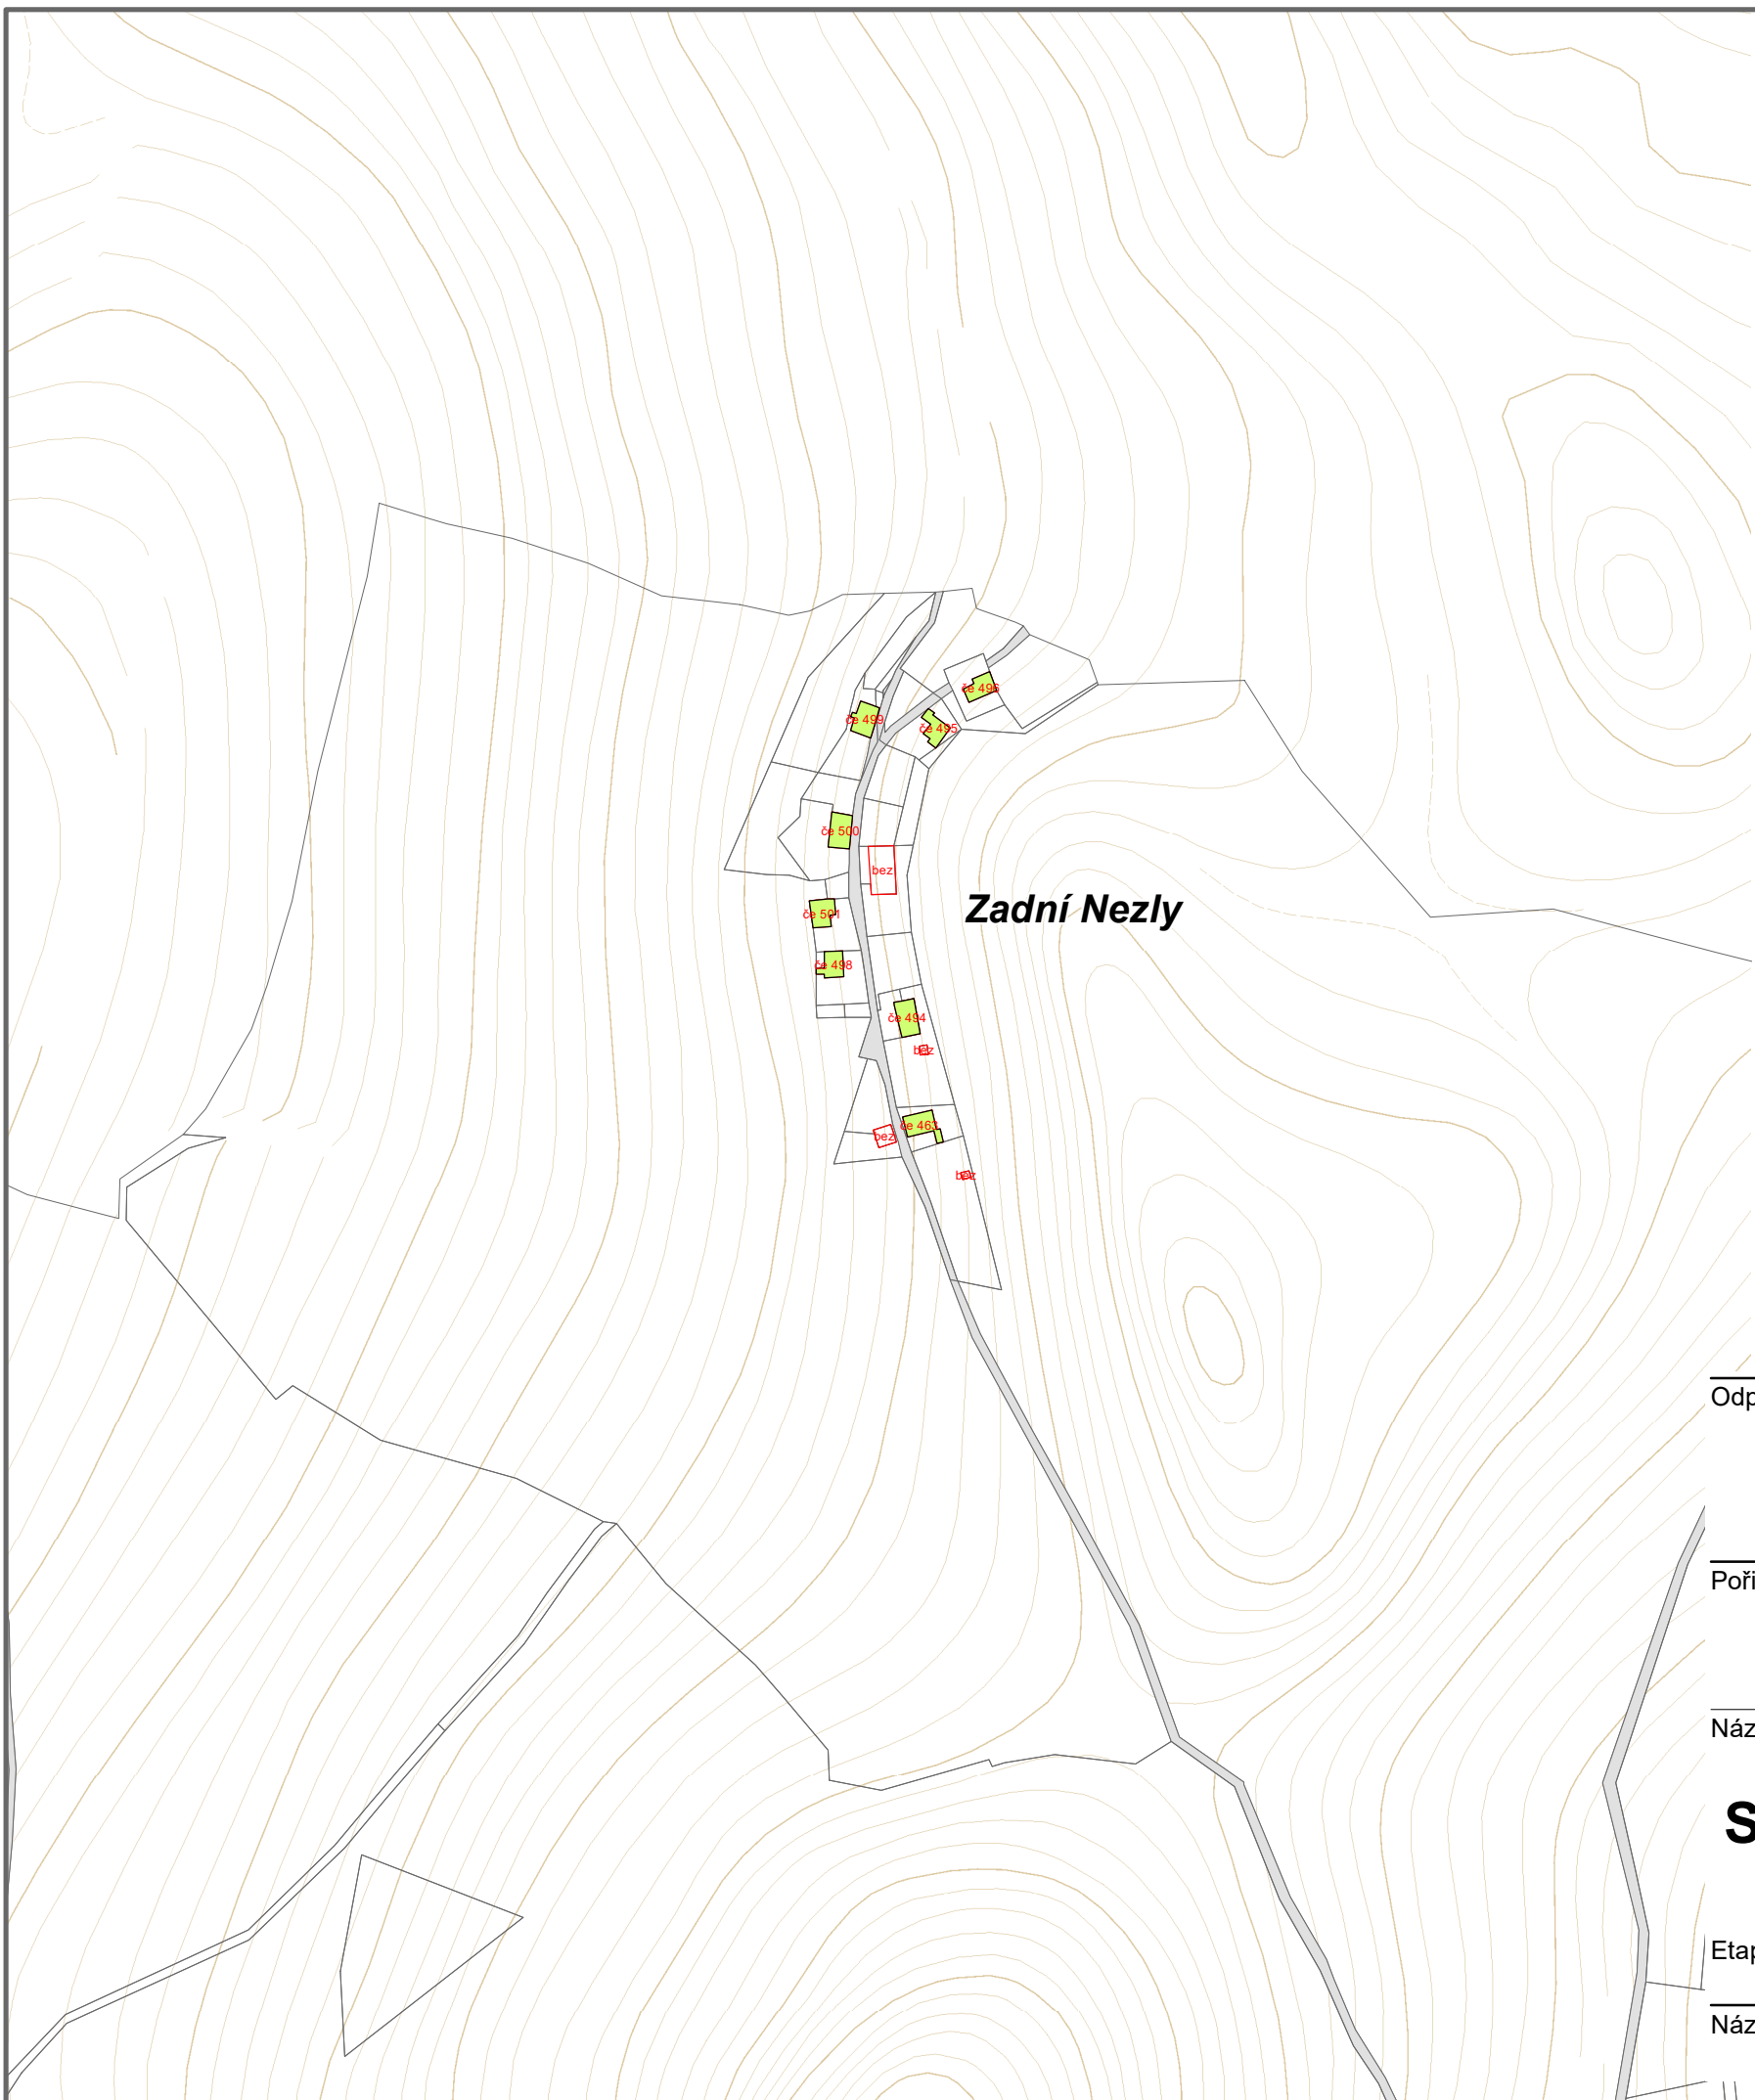 če 496
če 499
če 495
če 500
bez
Zadní Nezly
če 501
če 498
če 494
bez
če 463
bez
bez
Odp
Poři
Náz
S
Etap
Náz